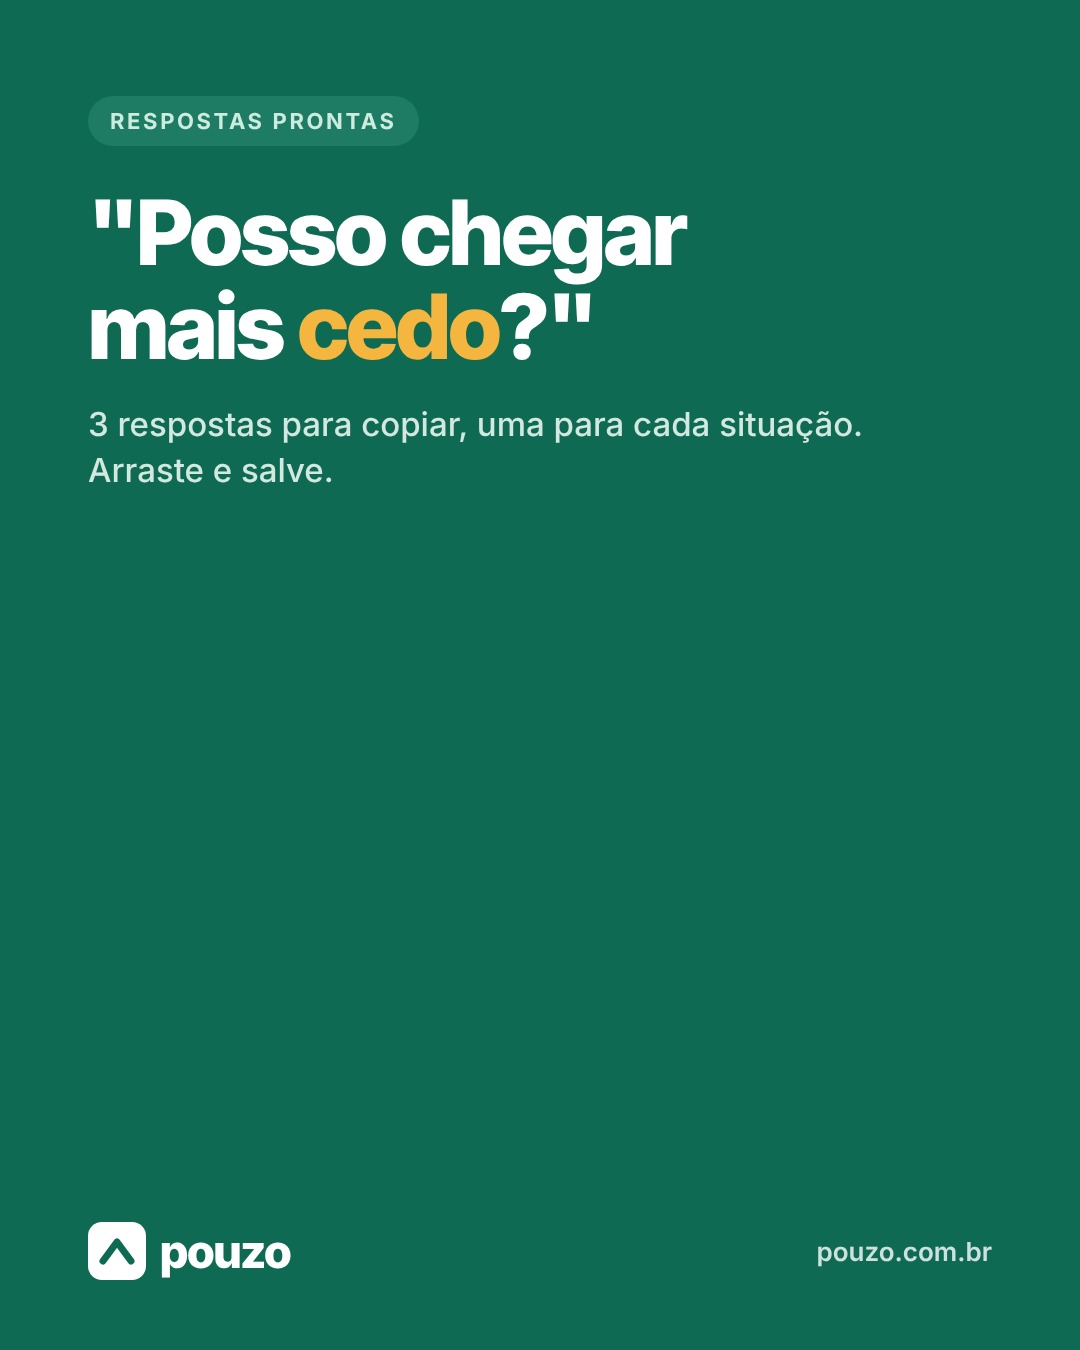 RESPOSTAS PRONTAS
"Posso chegar
mais cedo?"
3 respostas para copiar, uma para cada situação.
Arraste e salve.
pouzo
pouzo.com.br